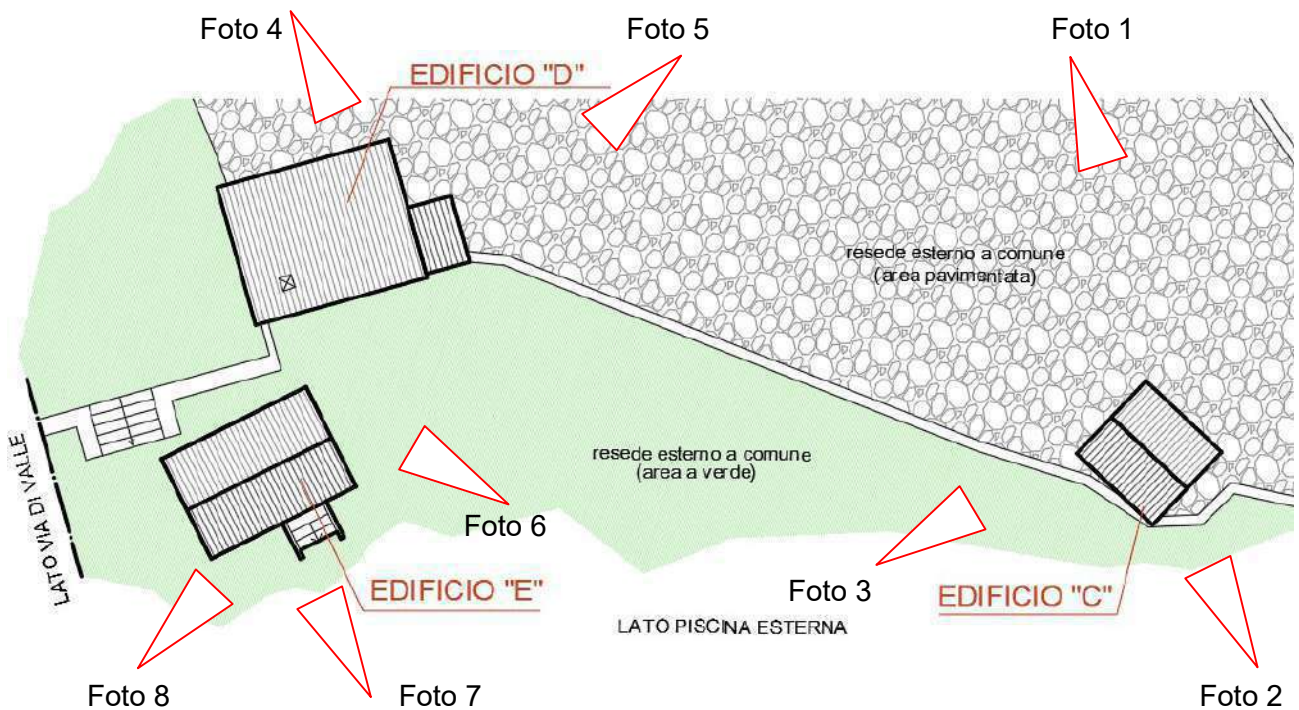 Foto 4
Foto 5
Foto 1
EDIFICIO "D"
resede esterno a comune
(area pavimentata)
resede esterno a comune
(area a verde)
LATO VIA DI VALLE
Foto 6
EDIFICIO "E"
Foto 3
EDIFICIO "C"
LATO PISCINA ESTERNA
Foto 8
Foto 7
Foto 2